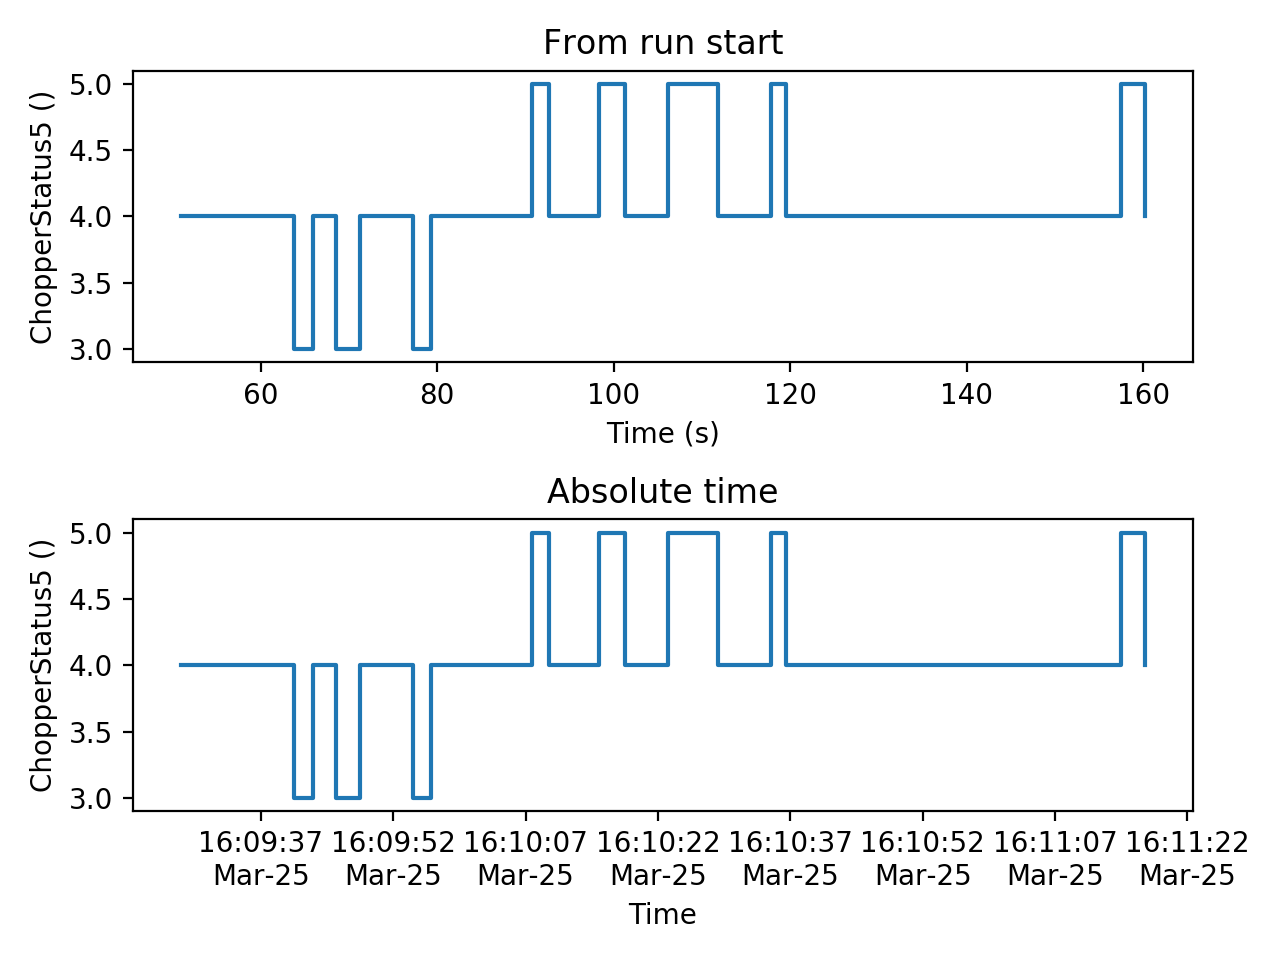 From run start
ChopperStatus5 ()
5.0
4.5
4.0
3.5
3.0
60 80 100 120 140 160
Time (s)
Absolute time
ChopperStatus5 ()
5.0
4.5
4.0
3.5
3.0
16:09:37 16:09:52 16:10:07 16:10:22 16:10:37 16:10:52 16:11:07 16:11:22
Mar-25 Mar-25 Mar-25 Mar-25 Mar-25 Mar-25 Mar-25 Mar-25
Time